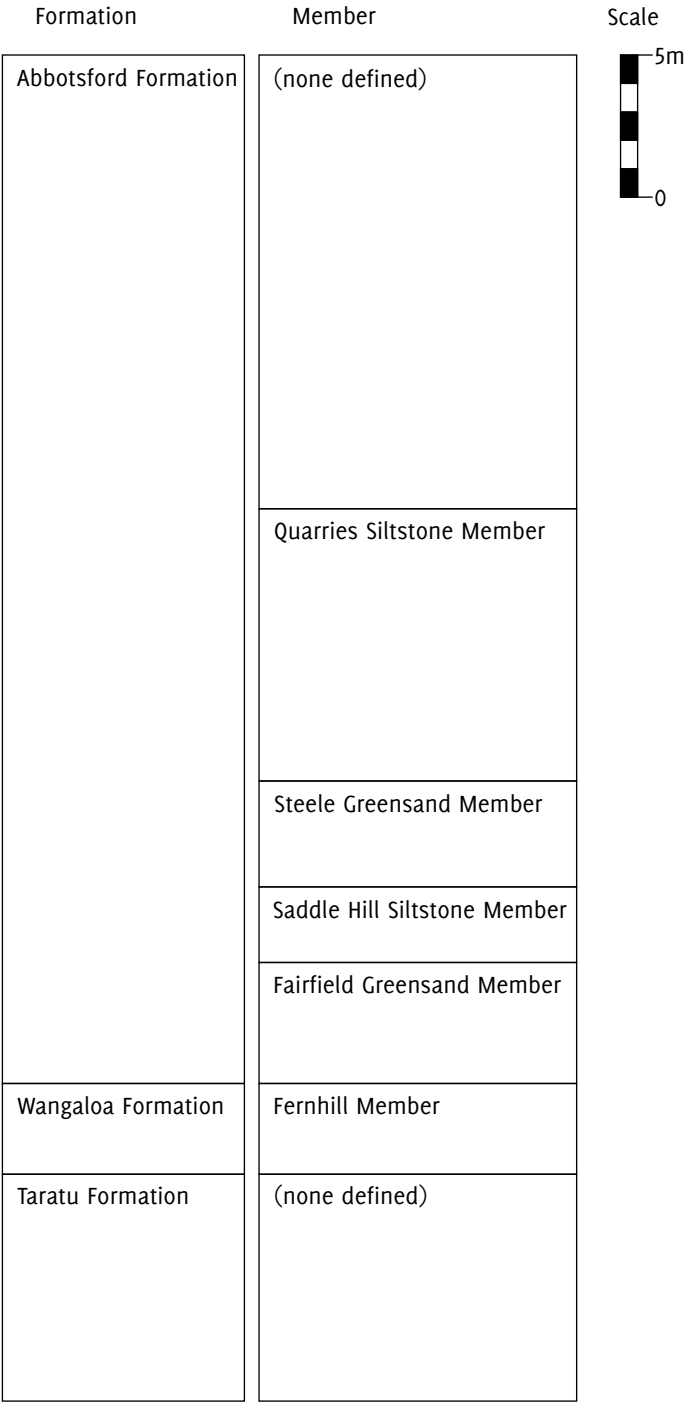 Formation
Member
Scale
Abbotsford Formation
(none defined)
5m
0
Quarries Siltstone Member
Steele Greensand Member
Saddle Hill Siltstone Member
Fairfield Greensand Member
Wangaloa Formation
Fernhill Member
Taratu Formation
(none defined)